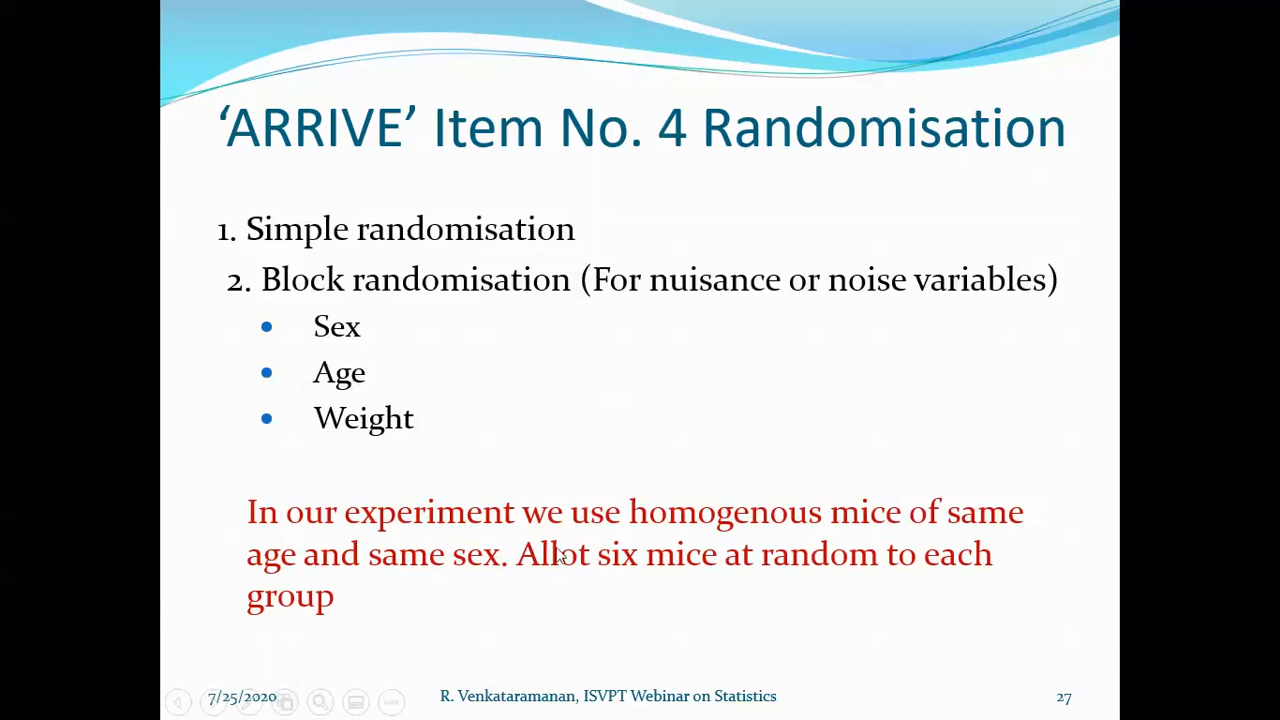 ‘ARRIVE’ Item No. 4 Randomisation
1. Simple randomisation
2. Block randomisation (For nuisance or noise variables)
• Sex
• Age
• Weight
In our experiment we use homogenous mice of same
age and same sex. Allot six mice at random to each
group
7/25/2020 R. Venkataramanan, ISVPT Webinar on Statistics 27